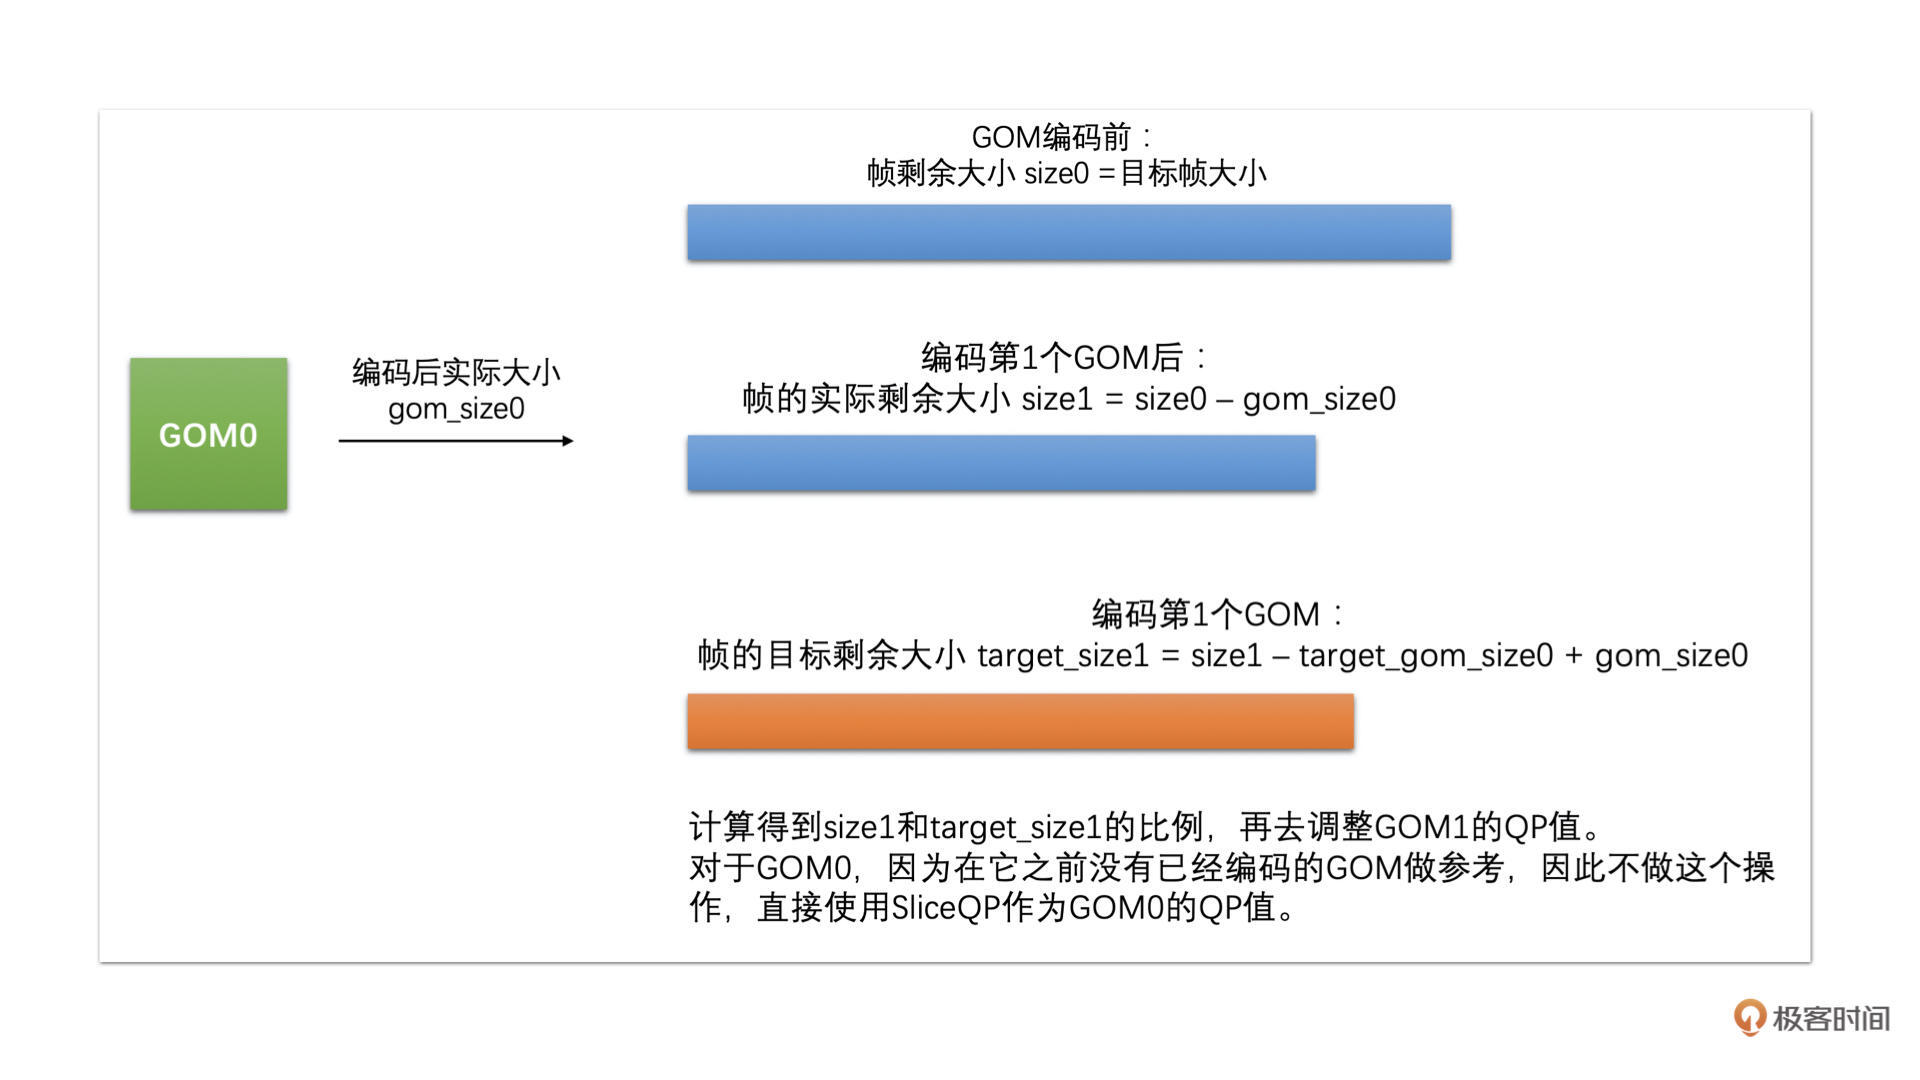 GOM编码前：
帧剩余大小 size0 =目标帧大小
GOM0
编码后实际大小
gom_size0
编码第1个GOM后：
帧的实际剩余大小 size1 = size0 – gom_size0
编码第1个GOM：
帧的目标剩余大小 target_size1 = size1 – target_gom_size0 + gom_size0
计算得到size1和target_size1的比例，再去调整GOM1的QP值。
对于GOM0，因为在它之前没有已经编码的GOM做参考，因此不做这个操
作，直接使用SliceQP作为GOM0的QP值。
极客时间